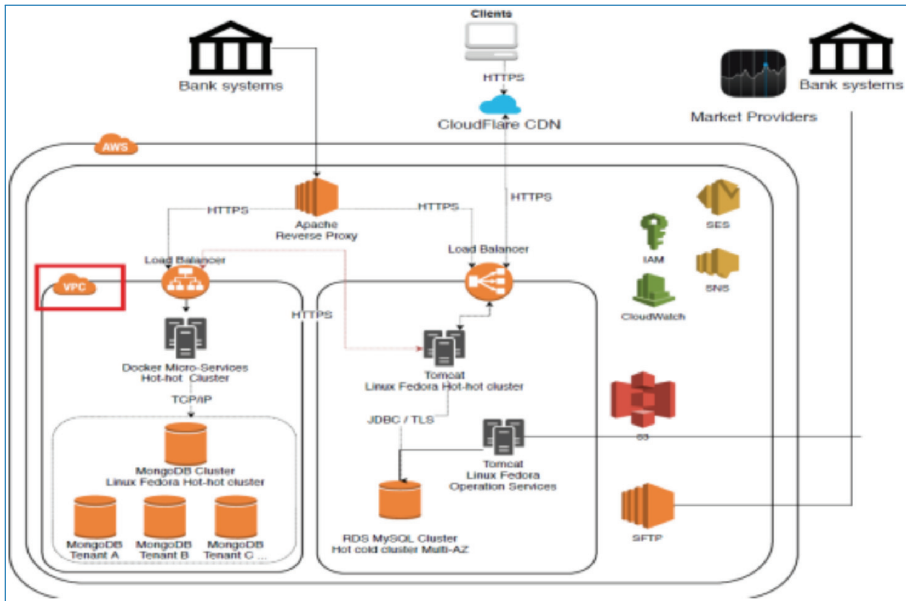 Clients
Bank systems
HTTPS
CloudFlare CDN
Market Providers
Bank systems
AWS
HTTPS
HTTPS
HTTPS
Apache
Reverse Proxy
SES
Load Balancer
Load Balancer
IAM
SNS
VPC
CloudWatch
HTTPS
Docker Micro-Services
Hot-hot Cluster
Tomcat
Linux Fedora Hot-hot cluster
TCP/IP
JDBC / TLS
S3
MongoDB Cluster
Linux Fedora Hot-hot cluster
Tomcat
Linux Fedora
Operation Services
MongoDB
Tenant A
MongoDB
Tenant B
MongoDB
Tenant C ...
RDS MySQL Cluster
Hot cold cluster Multi-AZ
SFTP